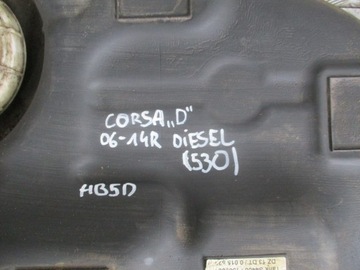 CORSA „D"
06-14R DIESEL
(530)
HB5D